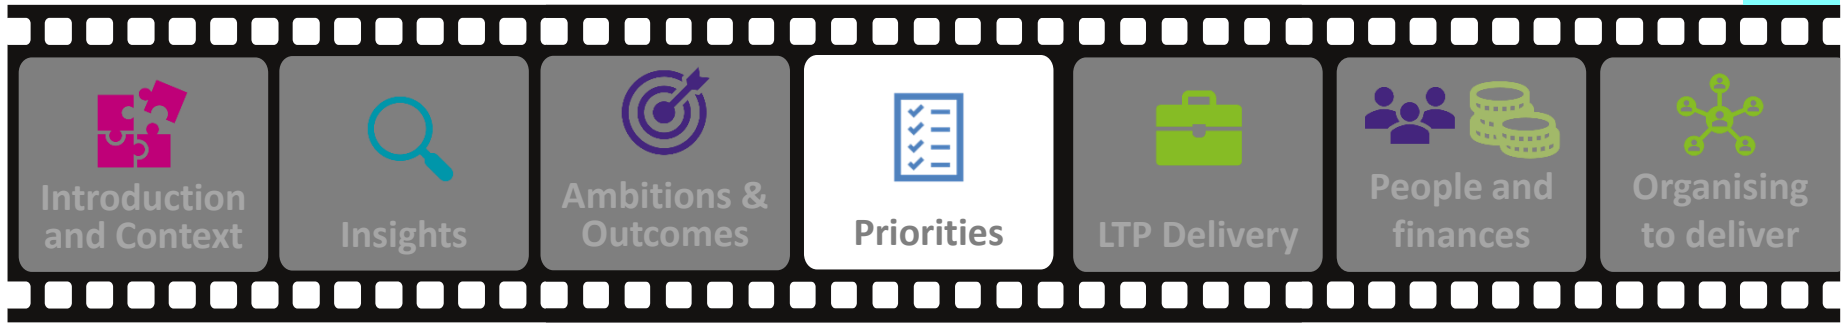 Introduction
and Context
Insights
Ambitions &
Outcomes
Priorities
LTP Delivery
People and
finances
Organising
to deliver